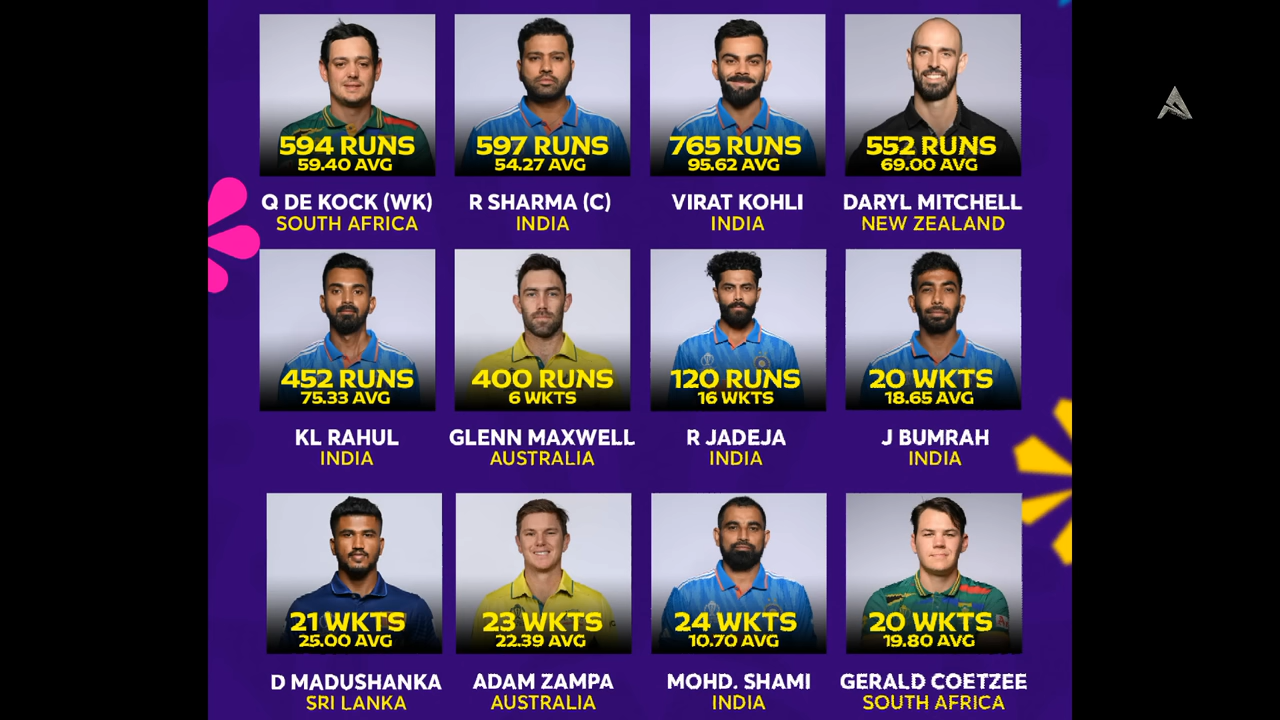 594 RUNS
59.40 AVG
Q DE KOCK (WK)
SOUTH AFRICA
597 RUNS
54.27 AVG
R SHARMA (C)
INDIA
765 RUNS
95.62 AVG
VIRAT KOHLI
INDIA
552 RUNS
69.00 AVG
DARYL MITCHELL
NEW ZEALAND
452 RUNS
75.33 AVG
KL RAHUL
INDIA
400 RUNS
6 WKTS
GLENN MAXWELL
AUSTRALIA
120 RUNS
16 WKTS
R JADEJA
INDIA
20 WKTS
18.65 AVG
J BUMRAH
INDIA
21 WKTS
25.00 AVG
D MADUSHANKA
SRI LANKA
23 WKTS
22.39 AVG
ADAM ZAMPA
AUSTRALIA
24 WKTS
10.70 AVG
MOHD. SHAMI
INDIA
20 WKTS
19.80 AVG
GERALD COETZEE
SOUTH AFRICA